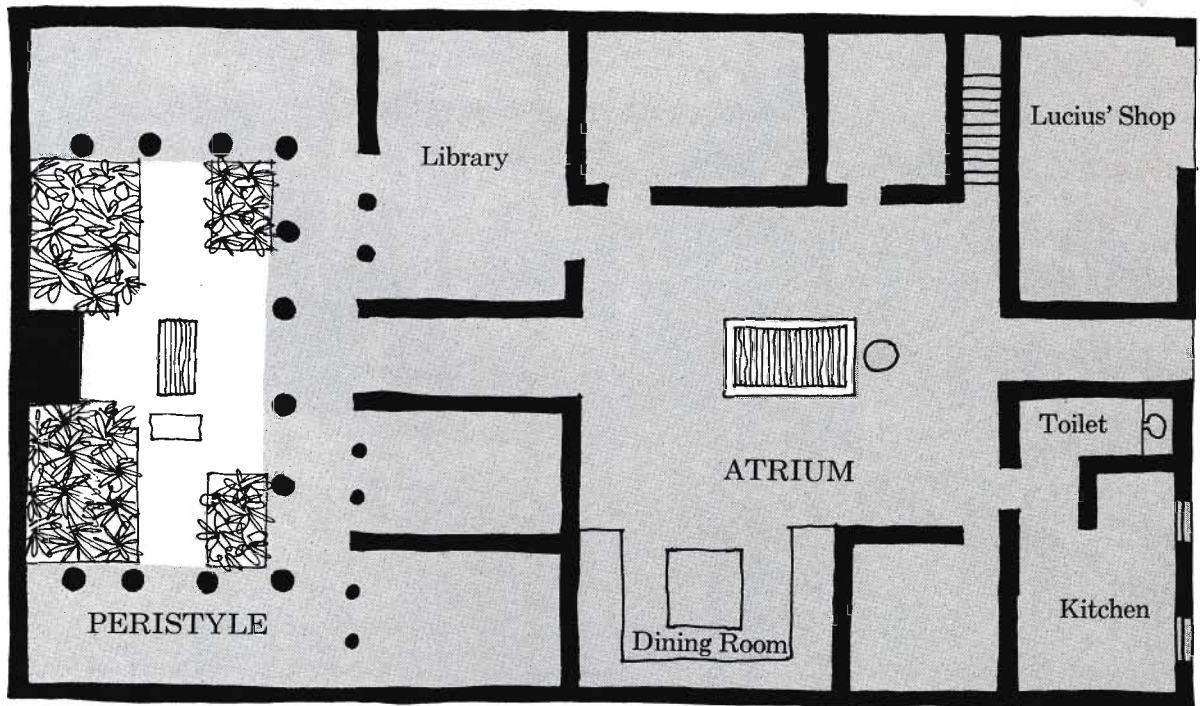 Lucius' Shop
Library
Toilet
ATRIUM
Kitchen
PERISTYLE
Dining Room